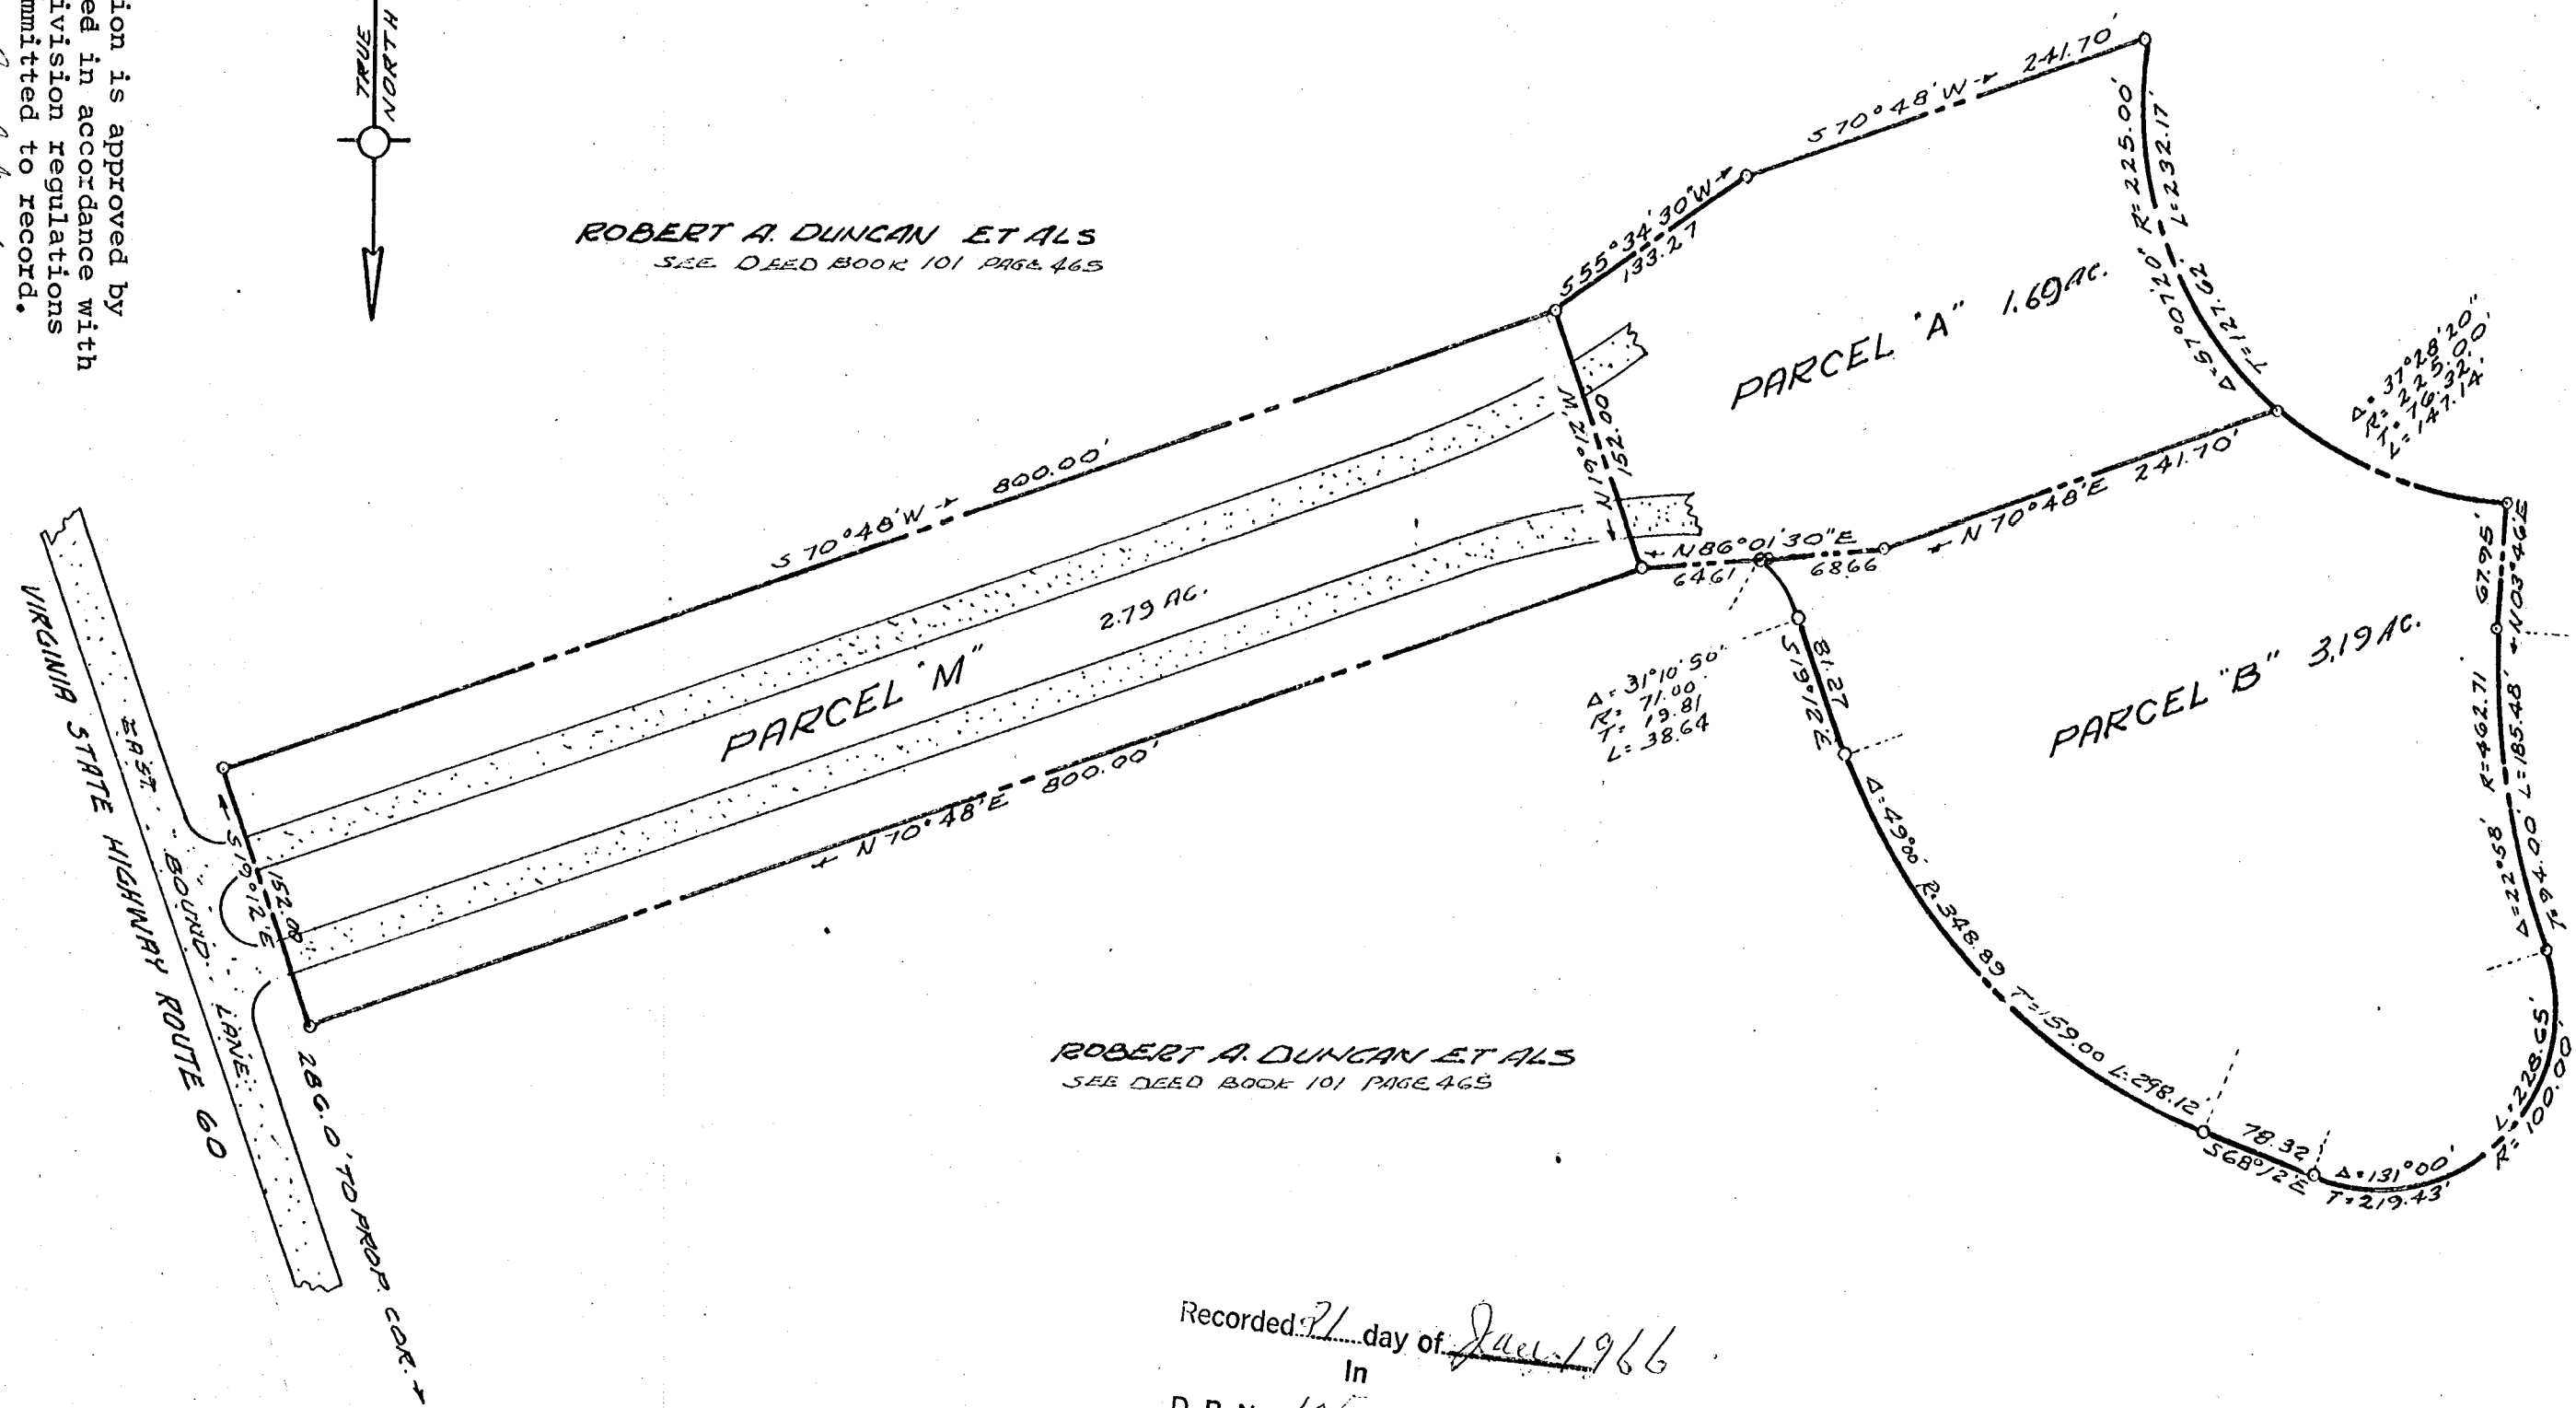 ion is approved by
ed in accordance with
ivision regulations
mmitted to record.
TRUE NORTH
ROBERT A. DUNCAN ET ALS
SEE DEED BOOK 101 PAGE 465
S 70°48'W 241.70'
S 55°34'30"W
133.27
R=225.00'
L=232.17'
Δ=57°07'20"
T=127.62'
PARCEL "A" 1.69 AC.
Δ=37°28'20"
R=225.00'
T=76.32'
L=147.14'
S 70°48'W 800.00'
N 19°12'W
152.00'
N 70°48'E 241.70'
N 86°01'30"E
64.61 68.66
67.95'
N 03°46'E
2.79 AC.
PARCEL "M"
N 70°48'E 800.00'
Δ=31°10'50"
R=71.00'
T=19.81
L=38.64
81.27
S 19°12'E
PARCEL "B" 3.19 AC.
Δ=22°58' R=462.71
T=94.00' L=185.48'
Δ=49°00' R=348.89 T=159.00 L=298.12'
78.32
S 68°12'E
Δ=131°00'
T=219.43'
L=228.65'
R=100.00'
S 19°12'E
152.00
EAST BOUND LANE
VIRGINIA STATE HIGHWAY ROUTE 60
286.0' TO PROP. COR.
ROBERT A. DUNCAN ET ALS
SEE DEED BOOK 101 PAGE 465
Recorded 21 day of Jan 1966
In